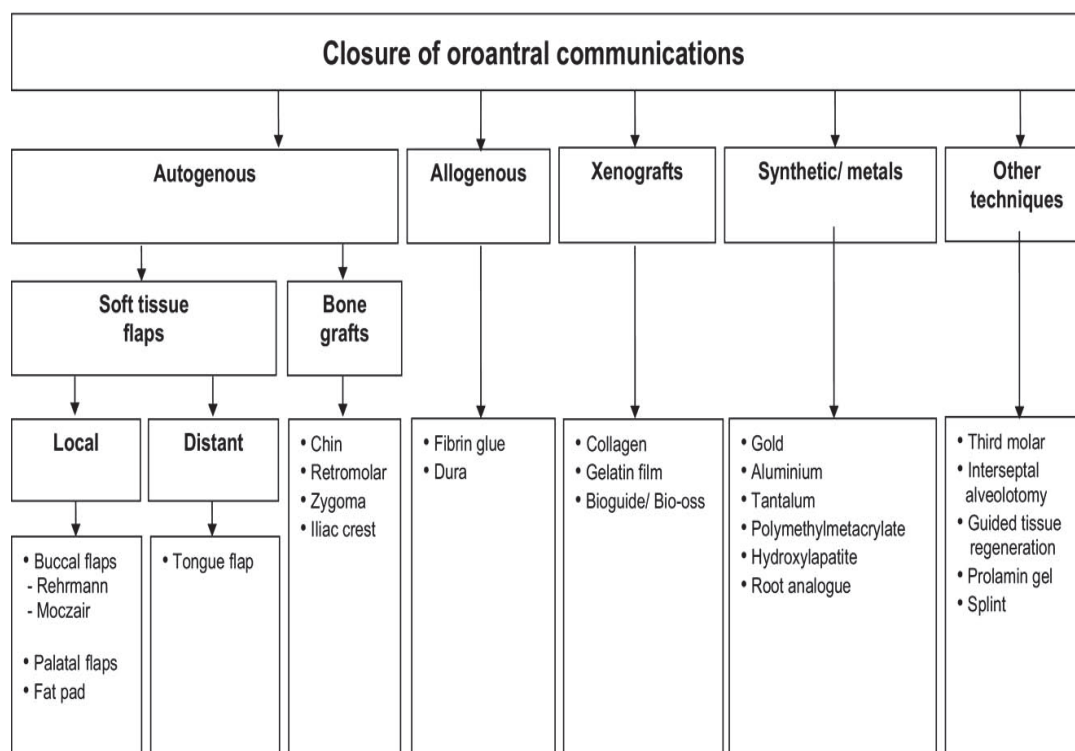 Closure of oroantral communications
Autogenous
Allogenous
Xenografts
Synthetic/ metals
Other
techniques
Soft tissue
flaps
Bone
grafts
Local
Distant
• Chin
• Retromolar
• Zygoma
• Iliac crest
• Fibrin glue
• Dura
• Collagen
• Gelatin film
• Bioguide/ Bio-oss
• Gold
• Aluminium
• Tantalum
• Polymethylmetacrylate
• Hydroxylapatite
• Root analogue
• Third molar
• Interseptal
alveolotomy
• Guided tissue
regeneration
• Prolamin gel
• Splint
• Buccal flaps
- Rehrmann
- Moczair
• Palatal flaps
• Fat pad
• Tongue flap